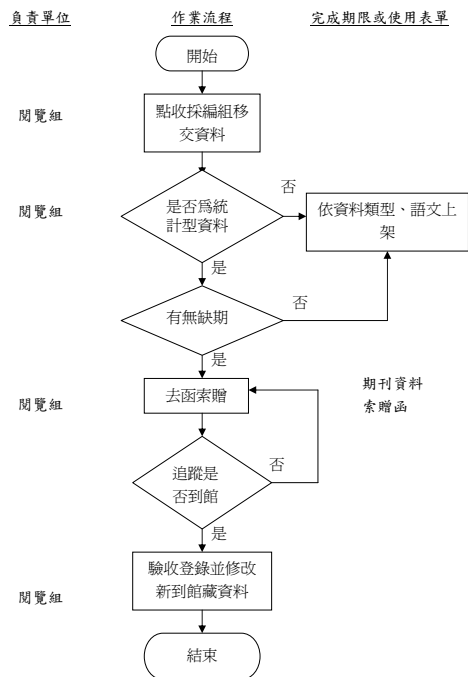 負責單位
作業流程
完成期限或使用表單
開始
閱覽組
點收採編組移
交資料
閱覽組
是否為統
計型資料
否
依資料類型、語文上
架
是
有無缺期
否
是
閱覽組
去函索贈
期刊資料
索贈函
追蹤是
否到館
否
是
閱覽組
驗收登錄並修改
新到館藏資料
結束